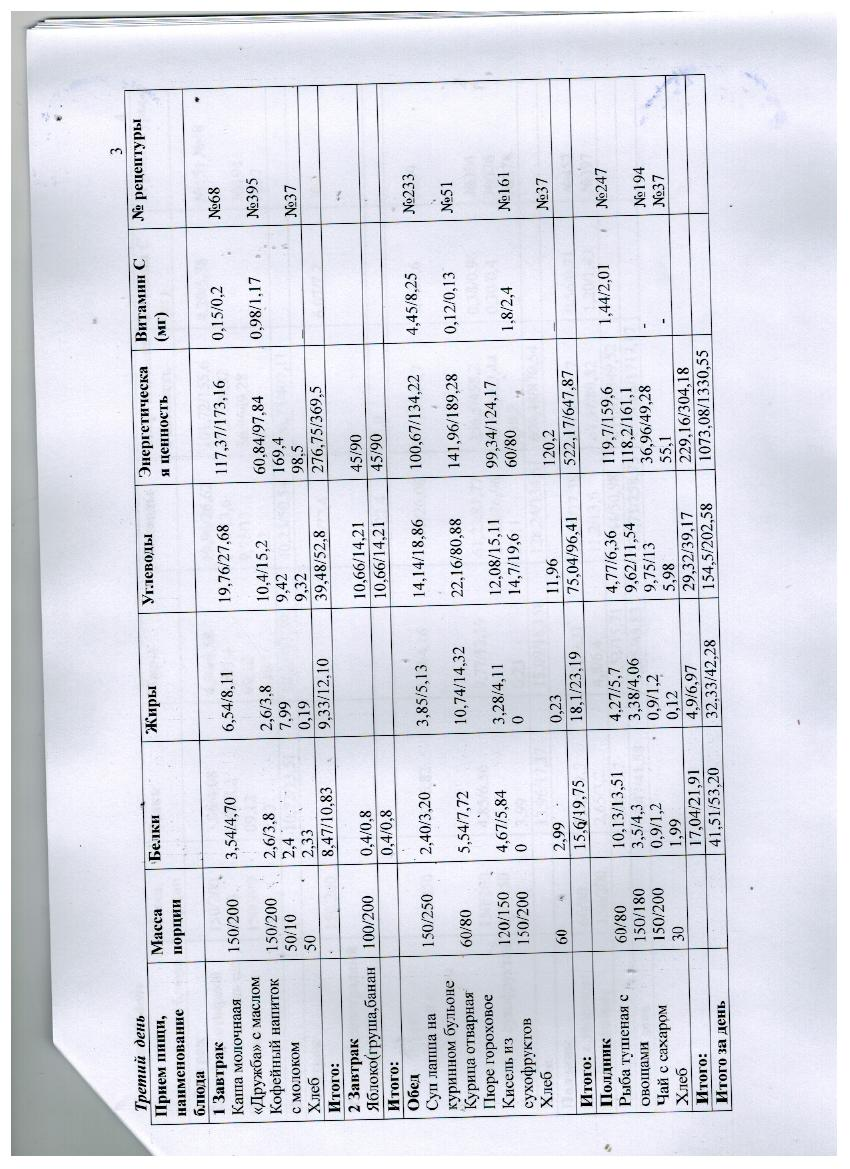 3
Третий день
Прием пищи, наименование блюда | Масса порции | Белки | Жиры | Углеводы | Энергетическа я ценность | Витамин С (мг) | № рецептуры
1 Завтрак
Каша молочнаая «Дружба» с маслом | 150/200 | 3,54/4,70 | 6,54/8,11 | 19,76/27,68 | 117,37/173,16 | 0,15/0,2 | №68
Кофейный напиток с молоком | 150/200 | 2,6/3,8 | 2,6/3,8 | 10,4/15,2 | 60,84/97,84 | 0,98/1,17 | №395
50/10 | 2,4 | 7,99 | 9,42 | 169,4
Хлеб | 50 | 2,33 | 0,19 | 9,32 | 98,5 | – | №37
Итого: | 8,47/10,83 | 9,33/12,10 | 39,48/52,8 | 276,75/369,5
2 Завтрак
Яблоко(груша,банан | 100/200 | 0,4/0,8 | 10,66/14,21 | 45/90
Итого: | 0,4/0,8 | 10,66/14,21 | 45/90
Обед
Суп лапша на курином бульоне | 150/250 | 2,40/3,20 | 3,85/5,13 | 14,14/18,86 | 100,67/134,22 | 4,45/8,25 | №233
Курица отварная | 60/80 | 5,54/7,72 | 10,74/14,32 | 22,16/80,88 | 141,96/189,28 | 0,12/0,13 | №51
Пюре гороховое | 120/150 | 4,67/5,84 | 3,28/4,11 | 12,08/15,11 | 99,34/124,17 | 1,8/2,4 | №161
Кисель из сухофруктов | 150/200 | 0 | 0 | 14,7/19,6 | 60/80
Хлеб | 60 | 2,99 | 0,23 | 11,96 | 120,2 | – | №37
Итого: | 15,6/19,75 | 18,1/23,19 | 75,04/96,41 | 522,17/647,87
Полдник
Рыба тушеная с овощами | 60/80 | 10,13/13,51 | 4,27/5,7 | 4,77/6,36 | 119,7/159,6 | 1,44/2,01 | №247
150/180 | 3,5/4,3 | 3,38/4,06 | 9,62/11,54 | 118,2/161,1
Чай с сахаром | 150/200 | 0,9/1,2 | 0,9/1,2 | 9,75/13 | 36,96/49,28 | - | №194
Хлеб | 30 | 1,99 | 0,12 | 5,98 | 55,1 | - | №37
Итого: | 17,04/21,91 | 4,9/6,97 | 29,32/39,17 | 229,16/304,18
Итого за день | 41,51/53,20 | 32,33/42,28 | 154,5/202,58 | 1073,08/1330,55